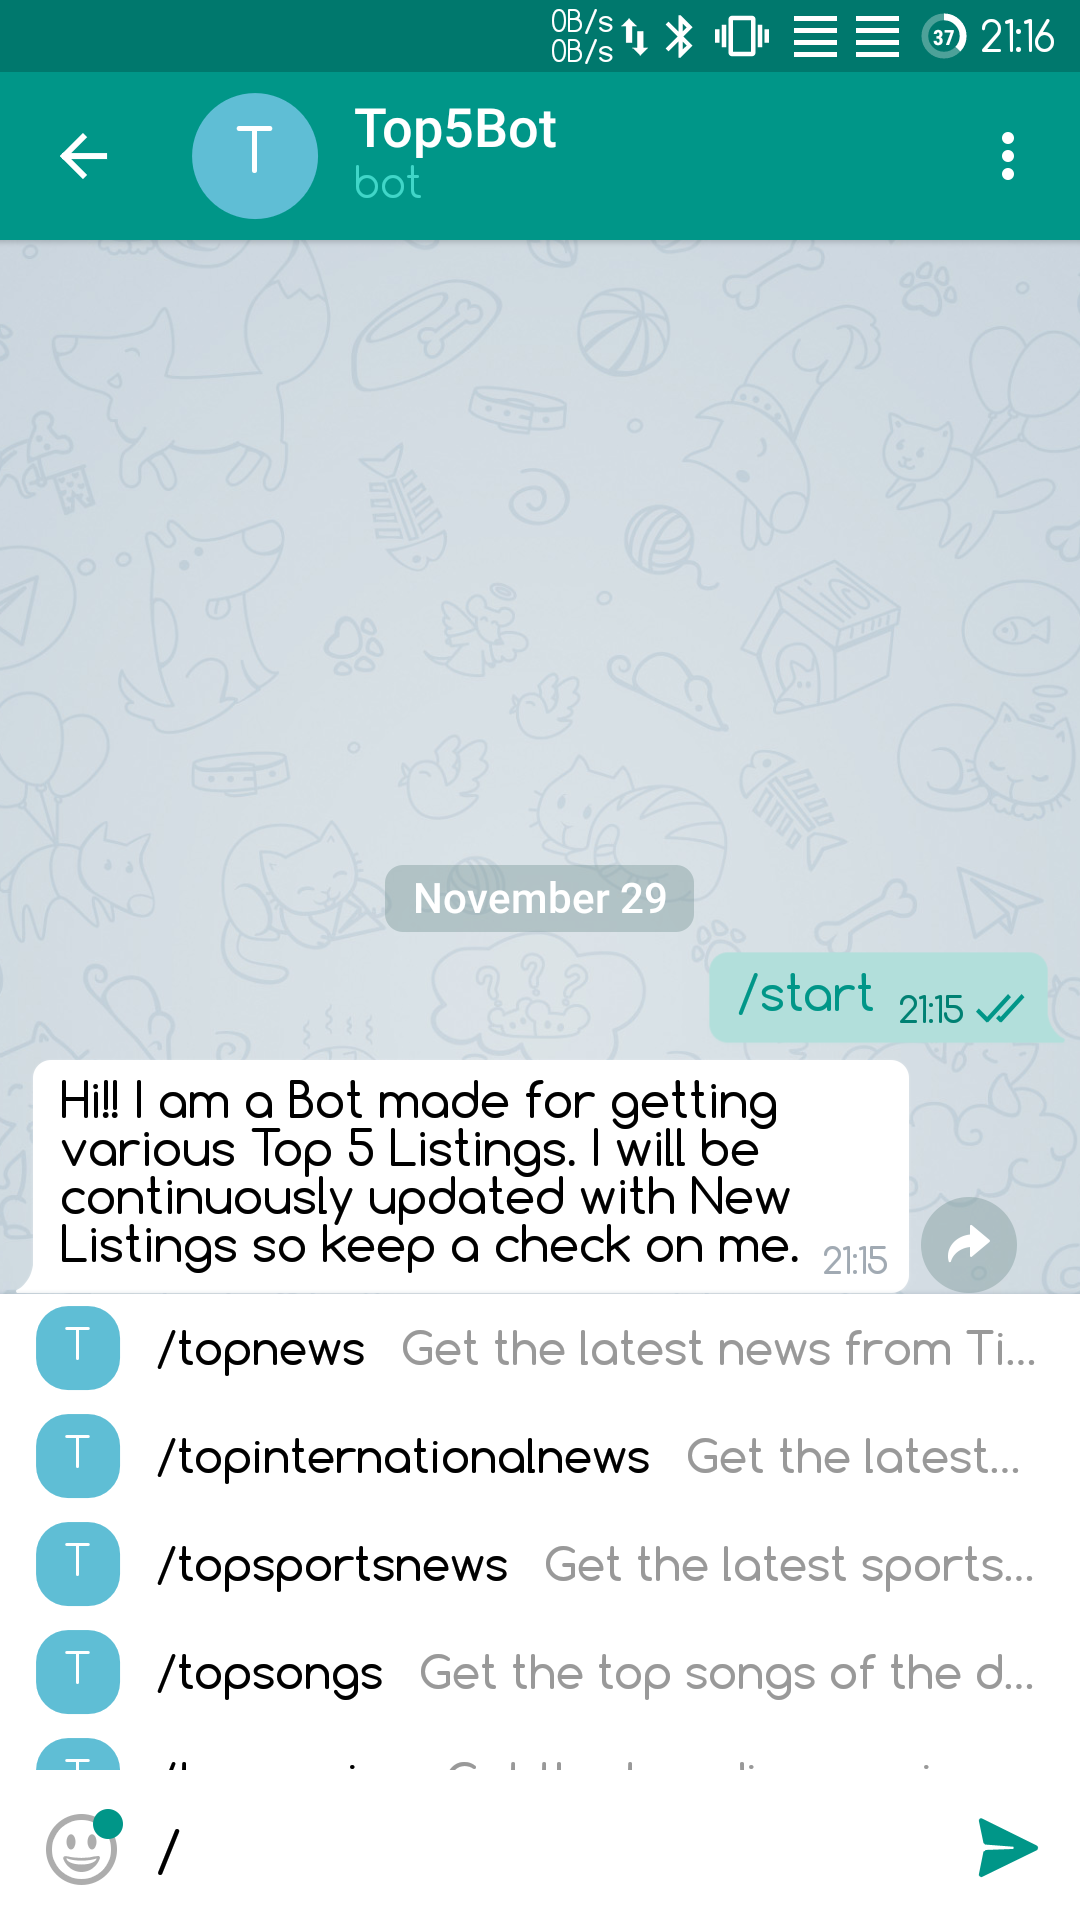 0B/s
0B/s
37
21:16
T
Top5Bot
bot
November 29
/start 21:15
Hi!! I am a Bot made for getting
various Top 5 Listings. I will be
continuously updated with New
Listings so keep a check on me. 21:15
T /topnews Get the latest news from Ti...
T /topinternationalnews Get the latest...
T /topsportsnews Get the latest sports...
T /topsongs Get the top songs of the d...
T
/